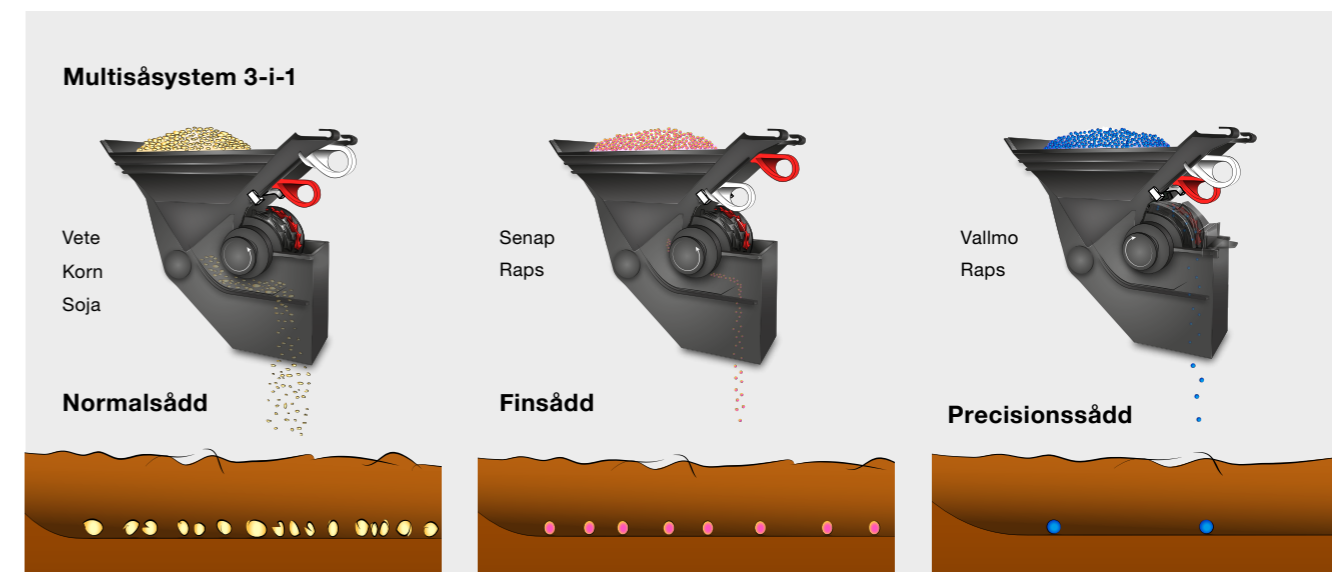 Multisåsystem 3-i-1
Vete
Korn
Soja
Normalsådd
Senap
Raps
Finsådd
Vallmo
Raps
Precisionssådd